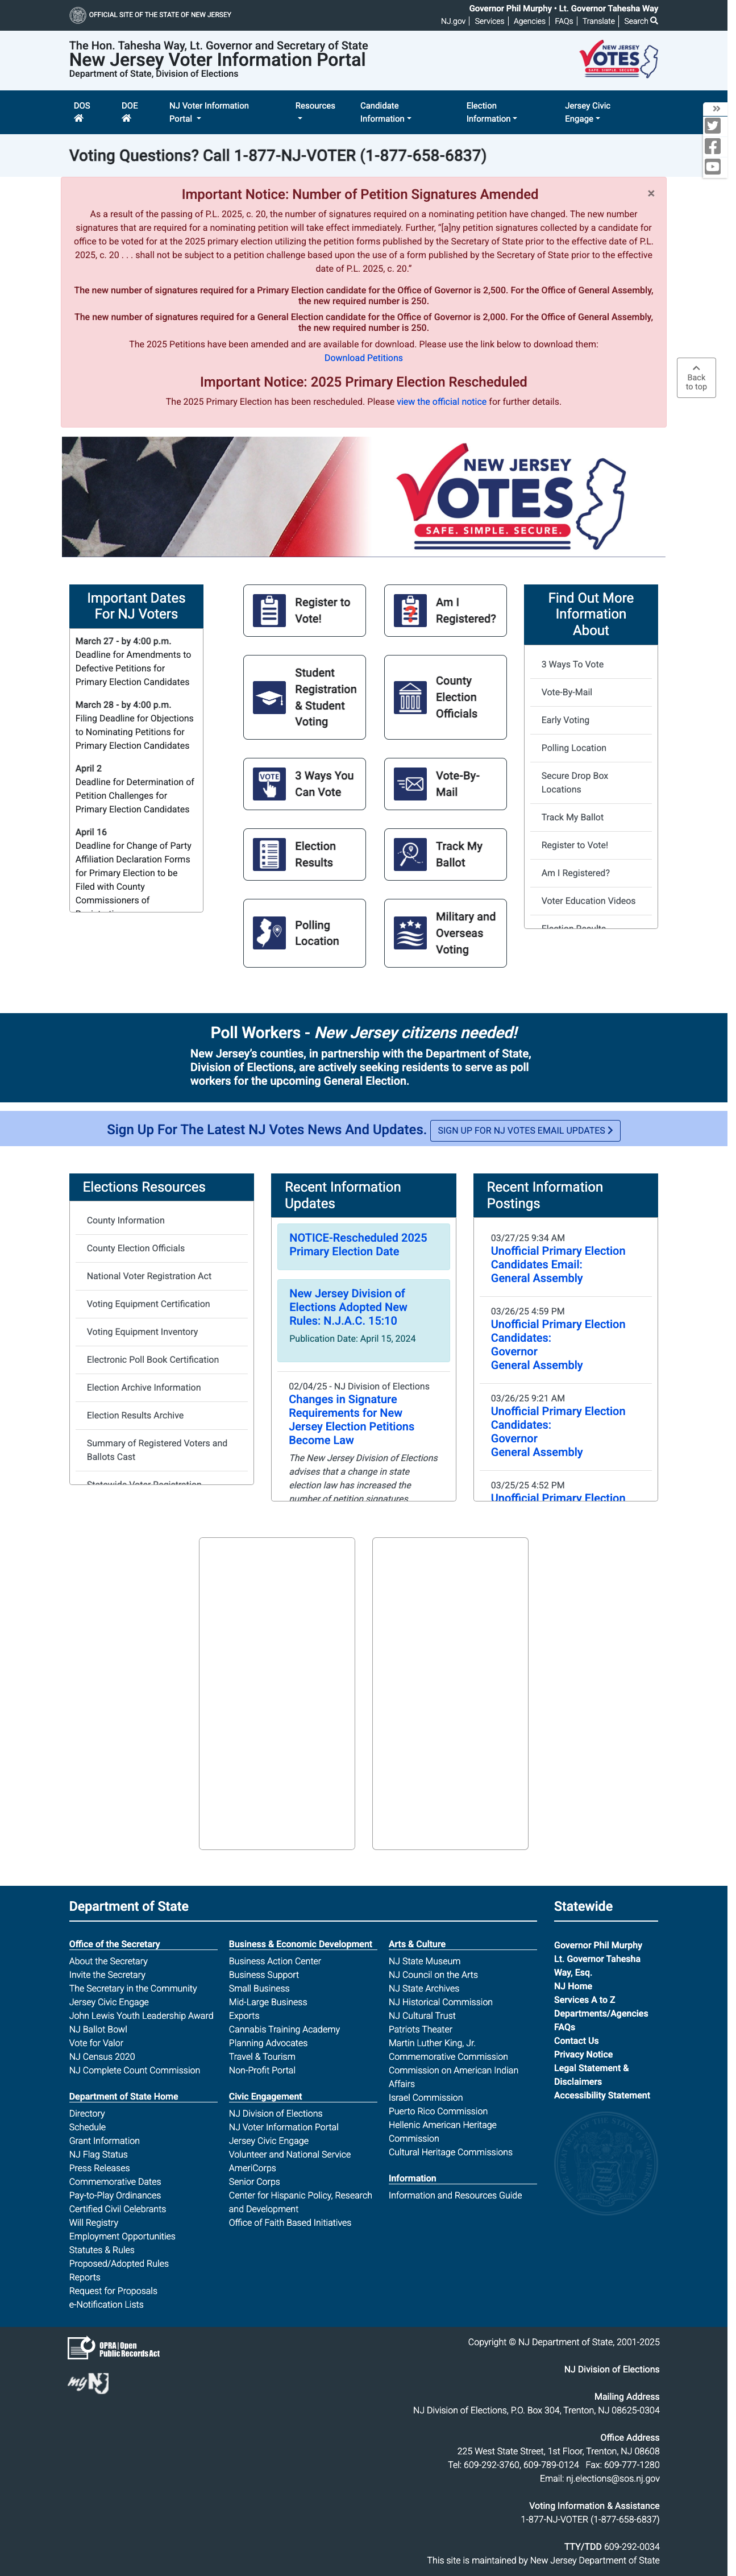 OFFICIAL SITE OF THE STATE OF NEW JERSEY
Governor Phil Murphy • Lt. Governor Tahesha Way
NJ.gov | Services | Agencies | FAQs | Translate | Search
The Hon. Tahesha Way, Lt. Governor and Secretary of State
New Jersey Voter Information Portal
Department of State, Division of Elections
NEW JERSEY
VOTES
SAFE. SIMPLE. SECURE.
DOS
DOE
NJ Voter Information
Portal
Resources
Candidate
Information
Election
Information
Jersey Civic
Engage
Voting Questions? Call 1-877-NJ-VOTER (1-877-658-6837)
Important Notice: Number of Petition Signatures Amended
×
As a result of the passing of P.L. 2025, c. 20, the number of signatures required on a nominating petition have changed. The new number
signatures that are required for a nominating petition will take effect immediately. Further, “[a]ny petition signatures collected by a candidate for
office to be voted for at the 2025 primary election utilizing the petition forms published by the Secretary of State prior to the effective date of P.L.
2025, c. 20 . . . shall not be subject to a petition challenge based upon the use of a form published by the Secretary of State prior to the effective
date of P.L. 2025, c. 20.”
The new number of signatures required for a Primary Election candidate for the Office of Governor is 2,500. For the Office of General Assembly,
the new required number is 250.
The new number of signatures required for a General Election candidate for the Office of Governor is 2,000. For the Office of General Assembly,
the new required number is 250.
The 2025 Petitions have been amended and are available for download. Please use the link below to download them:
Download Petitions
Important Notice: 2025 Primary Election Rescheduled
The 2025 Primary Election has been rescheduled. Please view the official notice for further details.
Back
to top
NEW JERSEY
VOTES
SAFE. SIMPLE. SECURE.
Important Dates
For NJ Voters
March 27 - by 4:00 p.m.
Deadline for Amendments to
Defective Petitions for
Primary Election Candidates
March 28 - by 4:00 p.m.
Filing Deadline for Objections
to Nominating Petitions for
Primary Election Candidates
April 2
Deadline for Determination of
Petition Challenges for
Primary Election Candidates
April 16
Deadline for Change of Party
Affiliation Declaration Forms
for Primary Election to be
Filed with County
Commissioners of
Register to
Vote!
Am I
Registered?
Student
Registration
& Student
Voting
County
Election
Officials
VOTE
3 Ways You
Can Vote
Vote-By-
Mail
Election
Results
Track My
Ballot
Polling
Location
Military and
Overseas
Voting
Find Out More
Information
About
3 Ways To Vote
Vote-By-Mail
Early Voting
Polling Location
Secure Drop Box
Locations
Track My Ballot
Register to Vote!
Am I Registered?
Voter Education Videos
Election Results
Poll Workers - New Jersey citizens needed!
New Jersey’s counties, in partnership with the Department of State,
Division of Elections, are actively seeking residents to serve as poll
workers for the upcoming General Election.
Sign Up For The Latest NJ Votes News And Updates.
SIGN UP FOR NJ VOTES EMAIL UPDATES
Elections Resources
County Information
County Election Officials
National Voter Registration Act
Voting Equipment Certification
Voting Equipment Inventory
Electronic Poll Book Certification
Election Archive Information
Election Results Archive
Summary of Registered Voters and
Ballots Cast
Statewide Voter Registration
Recent Information
Updates
NOTICE-Rescheduled 2025
Primary Election Date
New Jersey Division of
Elections Adopted New
Rules: N.J.A.C. 15:10
Publication Date: April 15, 2024
02/04/25 - NJ Division of Elections
Changes in Signature
Requirements for New
Jersey Election Petitions
Become Law
The New Jersey Division of Elections
advises that a change in state
election law has increased the
number of petition signatures
Recent Information
Postings
03/27/25 9:34 AM
Unofficial Primary Election
Candidates Email:
General Assembly
03/26/25 4:59 PM
Unofficial Primary Election
Candidates:
Governor
General Assembly
03/26/25 9:21 AM
Unofficial Primary Election
Candidates:
Governor
General Assembly
03/25/25 4:52 PM
Unofficial Primary Election
Department of State
Office of the Secretary
About the Secretary
Invite the Secretary
The Secretary in the Community
Jersey Civic Engage
John Lewis Youth Leadership Award
NJ Ballot Bowl
Vote for Valor
NJ Census 2020
NJ Complete Count Commission
Department of State Home
Directory
Schedule
Grant Information
NJ Flag Status
Press Releases
Commemorative Dates
Pay-to-Play Ordinances
Certified Civil Celebrants
Will Registry
Employment Opportunities
Statutes & Rules
Proposed/Adopted Rules
Reports
Request for Proposals
e-Notification Lists
Business & Economic Development
Business Action Center
Business Support
Small Business
Mid-Large Business
Exports
Cannabis Training Academy
Planning Advocates
Travel & Tourism
Non-Profit Portal
Civic Engagement
NJ Division of Elections
NJ Voter Information Portal
Jersey Civic Engage
Volunteer and National Service
AmeriCorps
Senior Corps
Center for Hispanic Policy, Research
and Development
Office of Faith Based Initiatives
Arts & Culture
NJ State Museum
NJ Council on the Arts
NJ State Archives
NJ Historical Commission
NJ Cultural Trust
Patriots Theater
Martin Luther King, Jr.
Commemorative Commission
Commission on American Indian
Affairs
Israel Commission
Puerto Rico Commission
Hellenic American Heritage
Commission
Cultural Heritage Commissions
Information
Information and Resources Guide
Statewide
Governor Phil Murphy
Lt. Governor Tahesha
Way, Esq.
NJ Home
Services A to Z
Departments/Agencies
FAQs
Contact Us
Privacy Notice
Legal Statement &
Disclaimers
Accessibility Statement
OPRA | Open
Public Records Act
my NJ
Copyright © NJ Department of State, 2001-2025
NJ Division of Elections
Mailing Address
NJ Division of Elections, P.O. Box 304, Trenton, NJ 08625-0304
Office Address
225 West State Street, 1st Floor, Trenton, NJ 08608
Tel: 609-292-3760, 609-789-0124 Fax: 609-777-1280
Email: nj.elections@sos.nj.gov
Voting Information & Assistance
1-877-NJ-VOTER (1-877-658-6837)
TTY/TDD 609-292-0034
This site is maintained by New Jersey Department of State